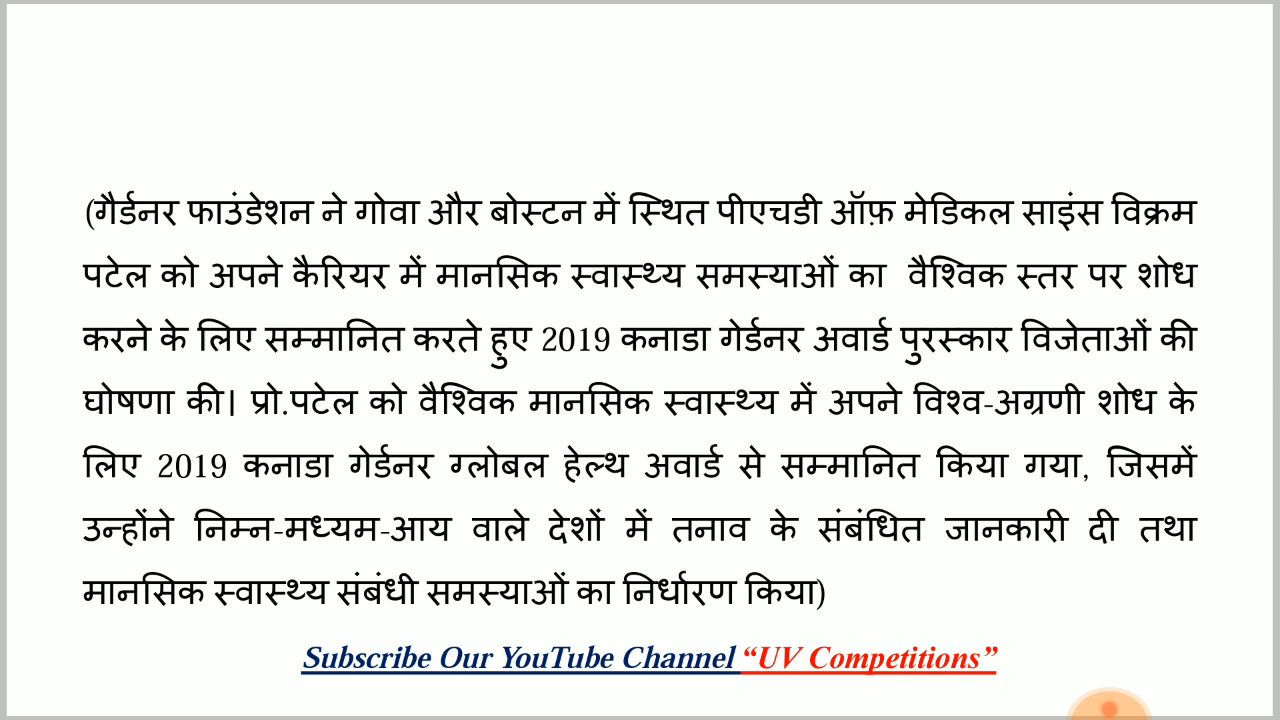 (गैर्डनर फाउंडेशन ने गोवा और बोस्टन में स्थित पीएचडी ऑफ़ मेडिकल साइंस विक्रम
पटेल को अपने कैरियर में मानसिक स्वास्थ्य समस्याओं का वैश्विक स्तर पर शोध
करने के लिए सम्मानित करते हुए 2019 कनाडा गेर्डनर अवार्ड पुरस्कार विजेताओं की
घोषणा की। प्रो.पटेल को वैश्विक मानसिक स्वास्थ्य में अपने विश्व-अग्रणी शोध के
लिए 2019 कनाडा गेर्डनर ग्लोबल हेल्थ अवार्ड से सम्मानित किया गया, जिसमें
उन्होंने निम्न-मध्यम-आय वाले देशों में तनाव के संबंधित जानकारी दी तथा
मानसिक स्वास्थ्य संबंधी समस्याओं का निर्धारण किया)
Subscribe Our YouTube Channel “UV Competitions”